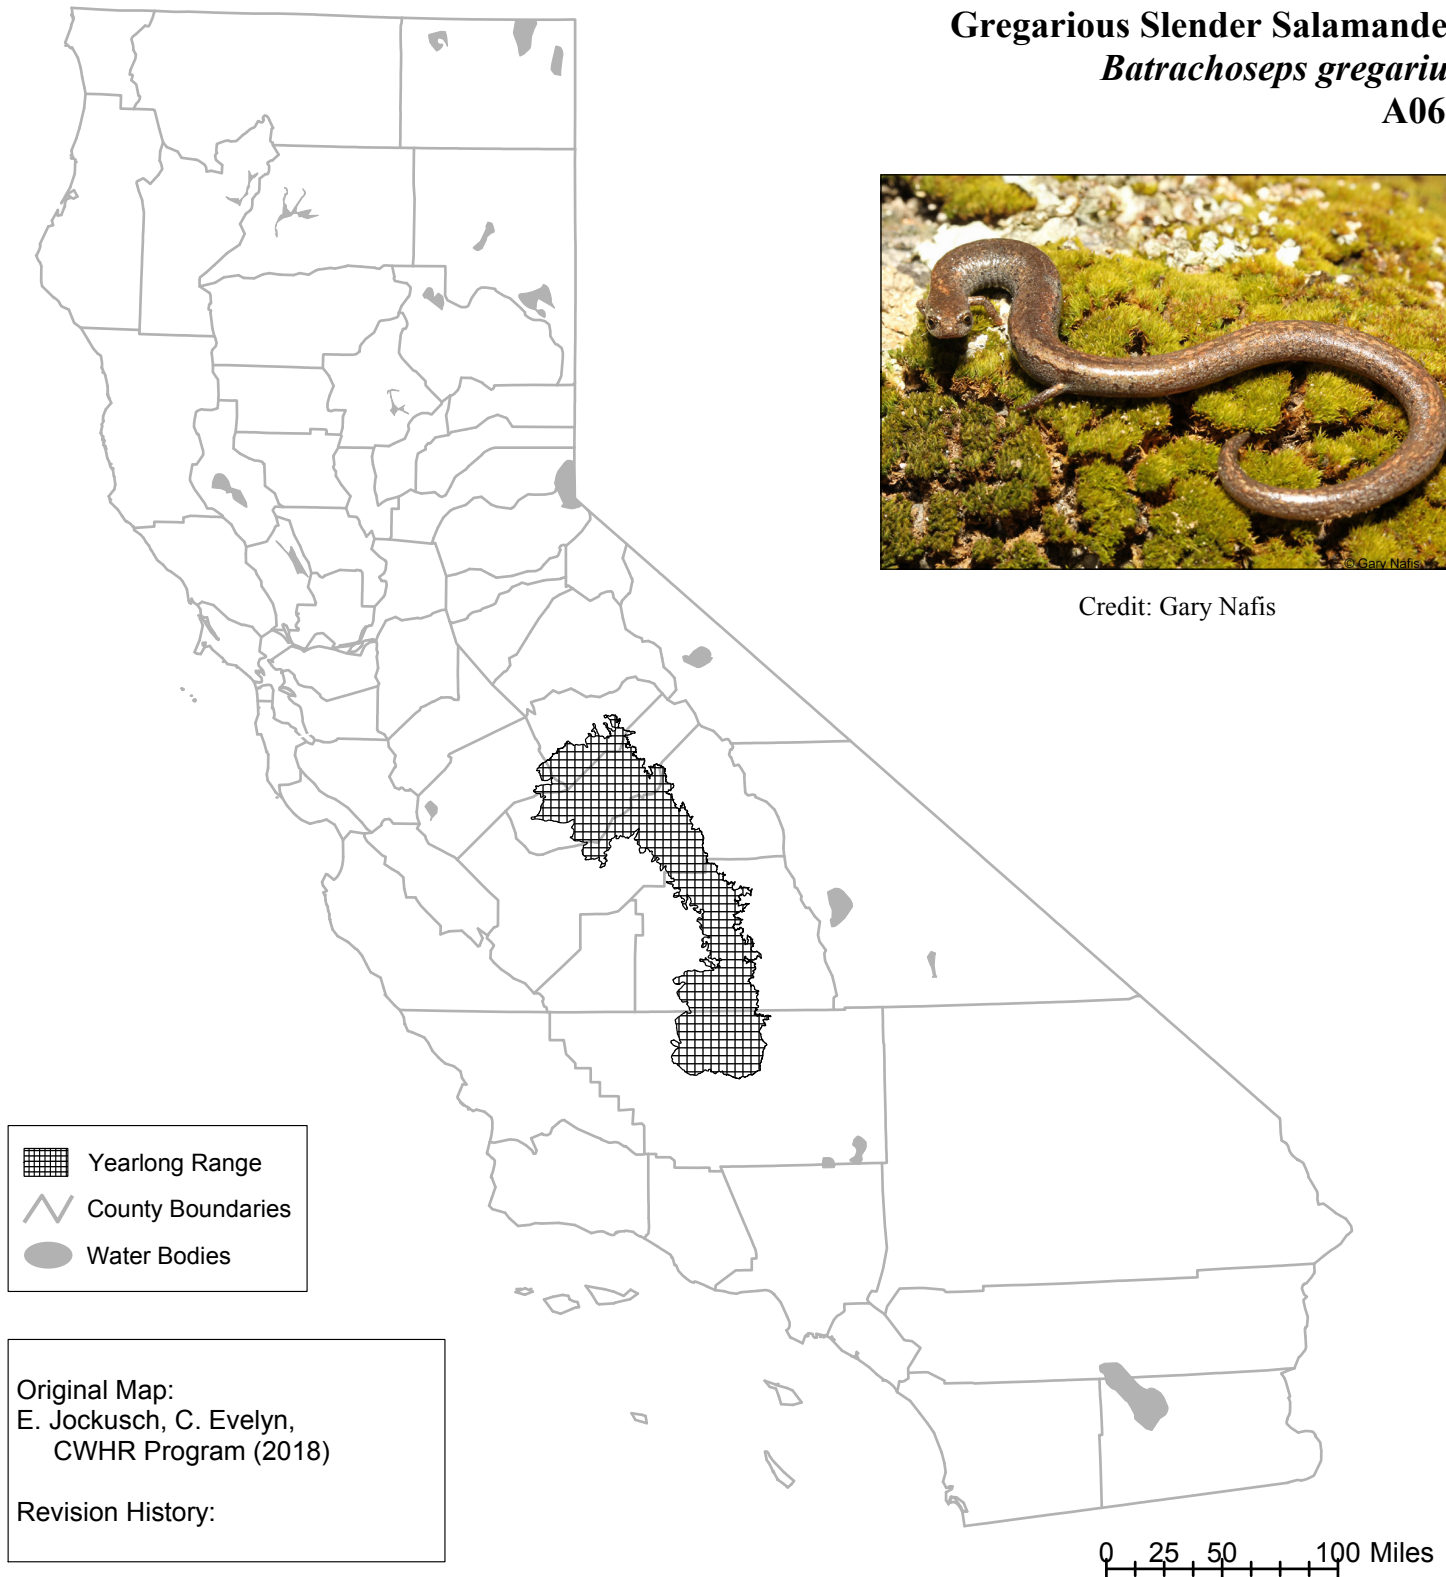 Gregarious Slender Salamande
Batrachoseps gregariu
A06
© Gary Nafis
Credit: Gary Nafis
Yearlong Range
County Boundaries
Water Bodies
Original Map:
E. Jockusch, C. Evelyn,
CWHR Program (2018)
Revision History:
0 25 50 100 Miles